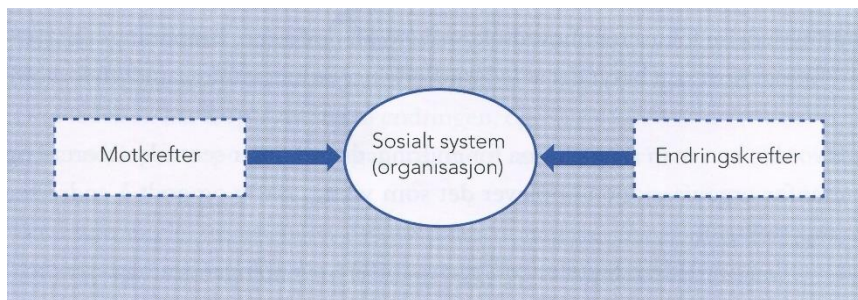 Motkrefter
Sosialt system
(organisasjon)
Endringskrefter